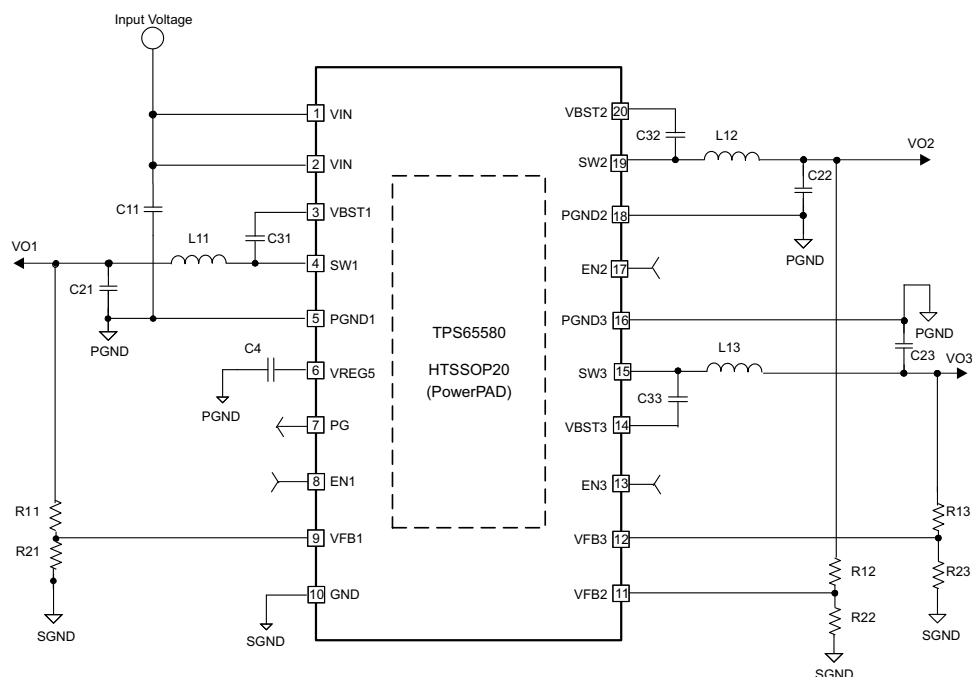 Input Voltage
1 VIN
2 VIN
C11
3 VBST1
VO1
L11
C31
4 SW1
C21
5 PGND1
PGND
C4
6 VREG5
PGND
7 PG
8 EN1
R11
9 VFB1
R21
10 GND
SGND
SGND
TPS65580
HTSSOP20
(PowerPAD)
VBST2 20
C32
L12
VO2
SW2 19
C22
PGND2 18
PGND
EN2 17
PGND3 16
PGND
L13
C23
SW3 15
VO3
C33
VBST3 14
EN3 13
R13
VFB3 12
R12
R23
VFB2 11
R22
SGND
SGND